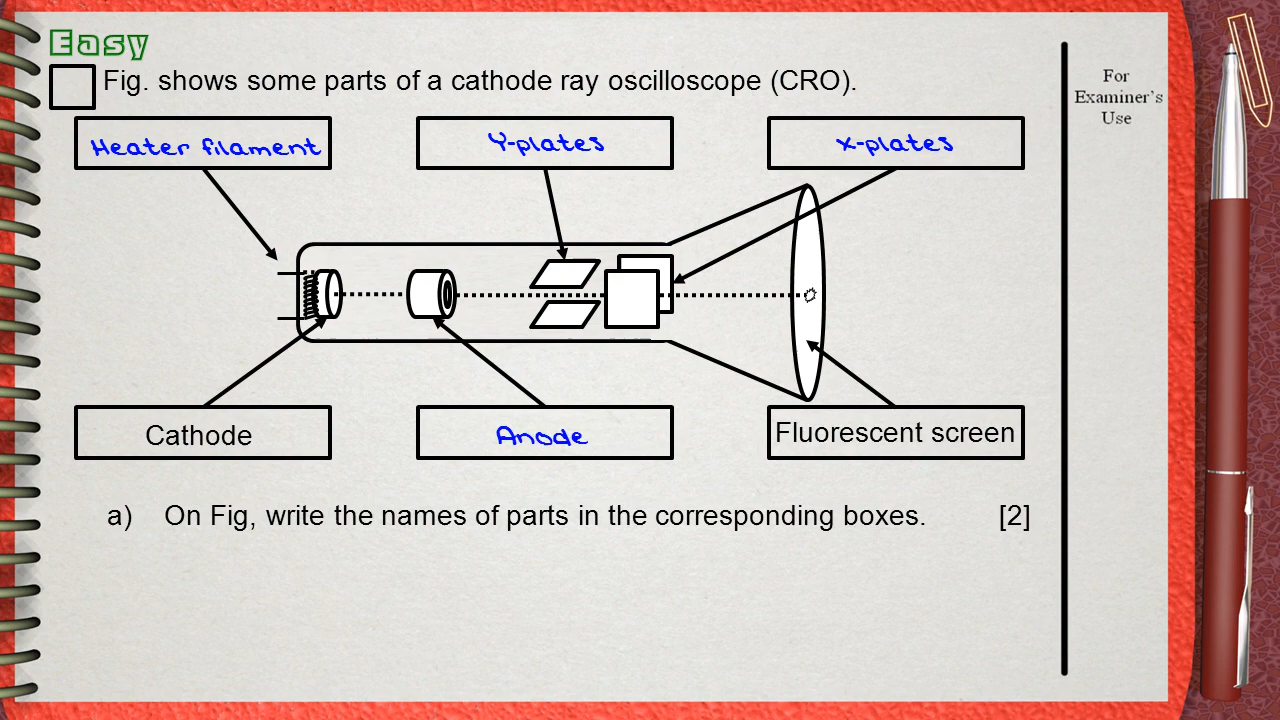 Easy
Fig. shows some parts of a cathode ray oscilloscope (CRO).
For
Examiner's
Use
Heater filament
Y-plates
X-plates
Cathode
Anode
Fluorescent screen
a) On Fig, write the names of parts in the corresponding boxes. [2]